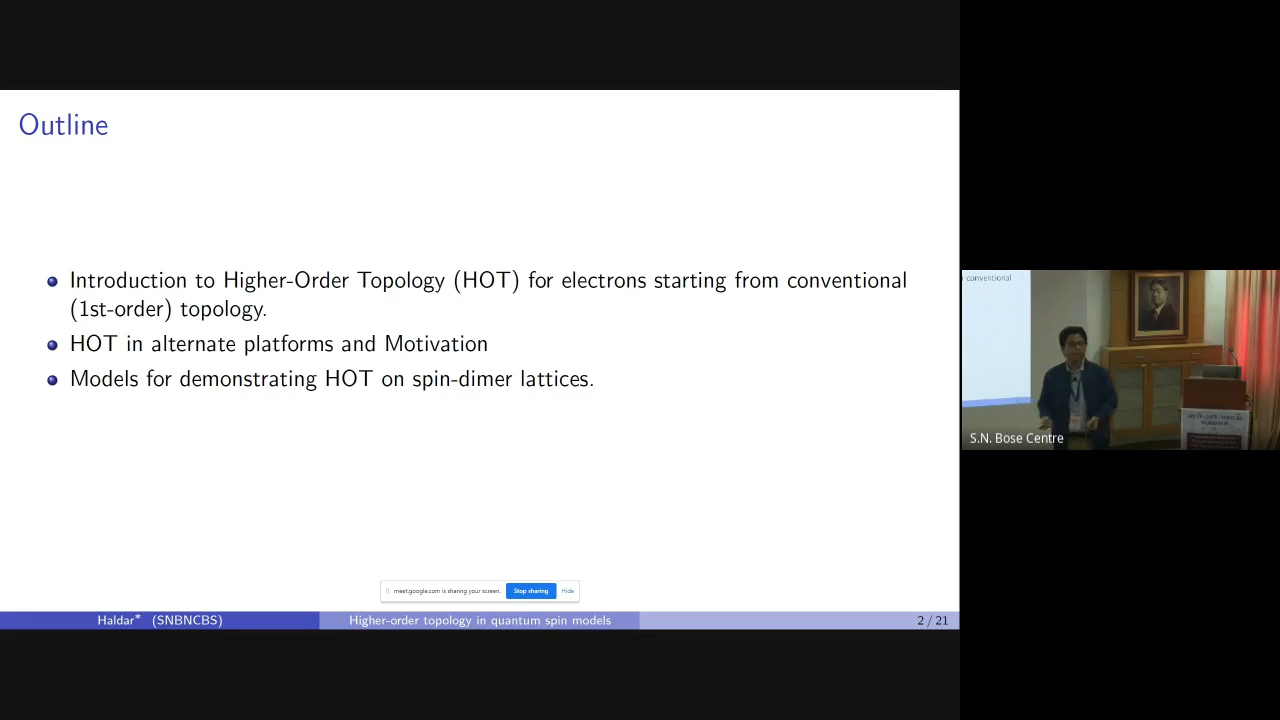 Outline
Introduction to Higher-Order Topology (HOT) for electrons starting from conventional
(1st-order) topology.
HOT in alternate platforms and Motivation
Models for demonstrating HOT on spin-dimer lattices.
meet.google.com is sharing your screen.
Stop sharing
Hide
Haldar* (SNBNCBS)
Higher-order topology in quantum spin models
2 / 21
conventional
S.N. Bose Centre